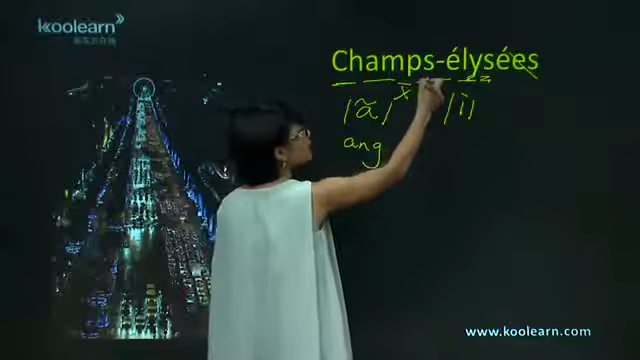 koolearn
Champs-élysées
/ã/ x /i/
ang
www.koolearn.com